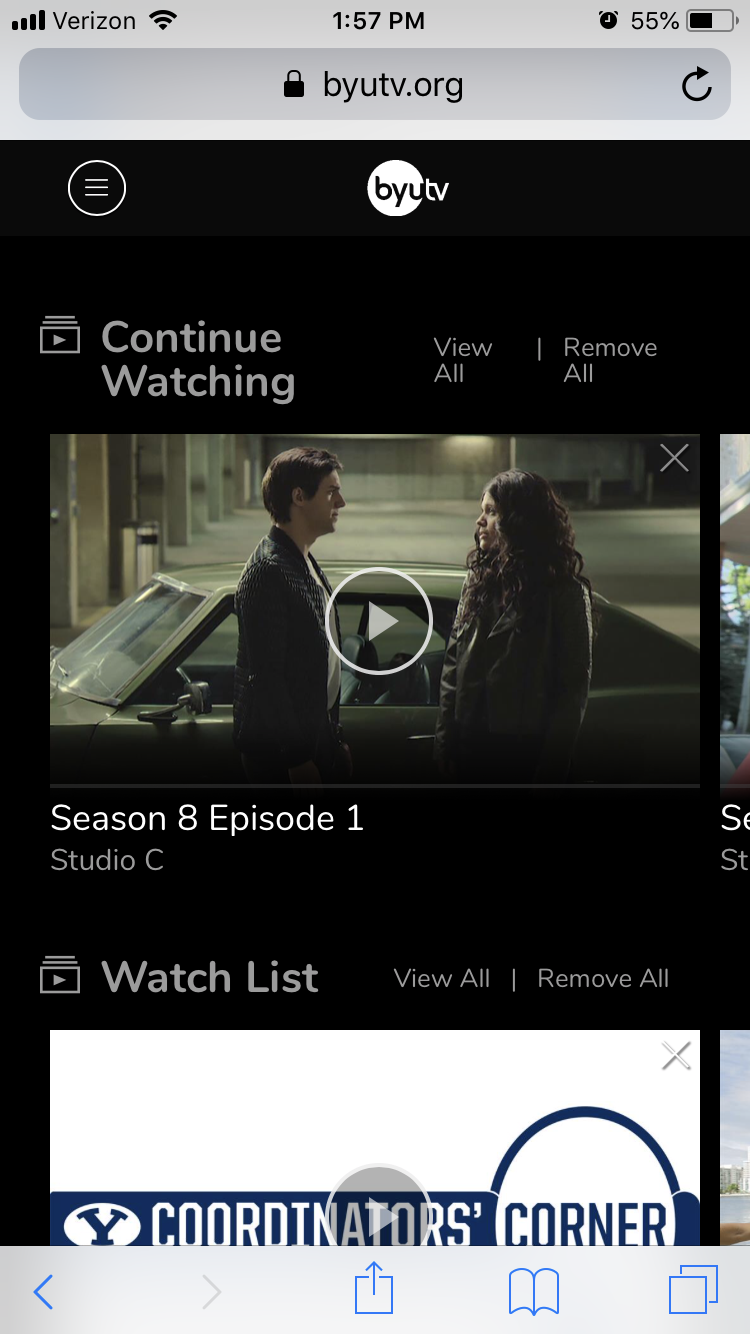 Verizon 1:57 PM 55%
byutv.org
byutv
Continue
Watching
View
All
|
Remove
All
Season 8 Episode 1
Se
Studio C
St
Watch List View All | Remove All
Y COORDINATORS' CORNER